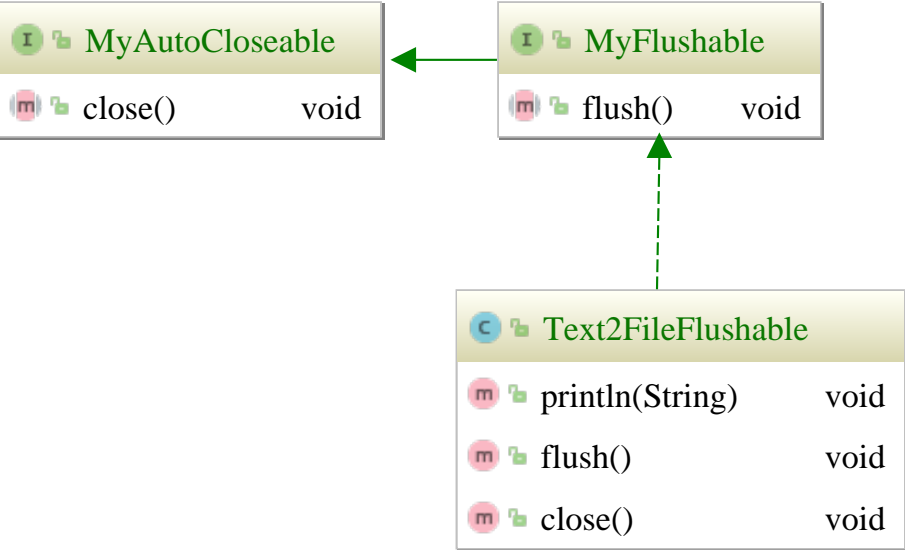 I MyAutoCloseable
m close() void
I MyFlushable
m flush() void
C Text2FileFlushable
m println(String) void
m flush() void
m close() void